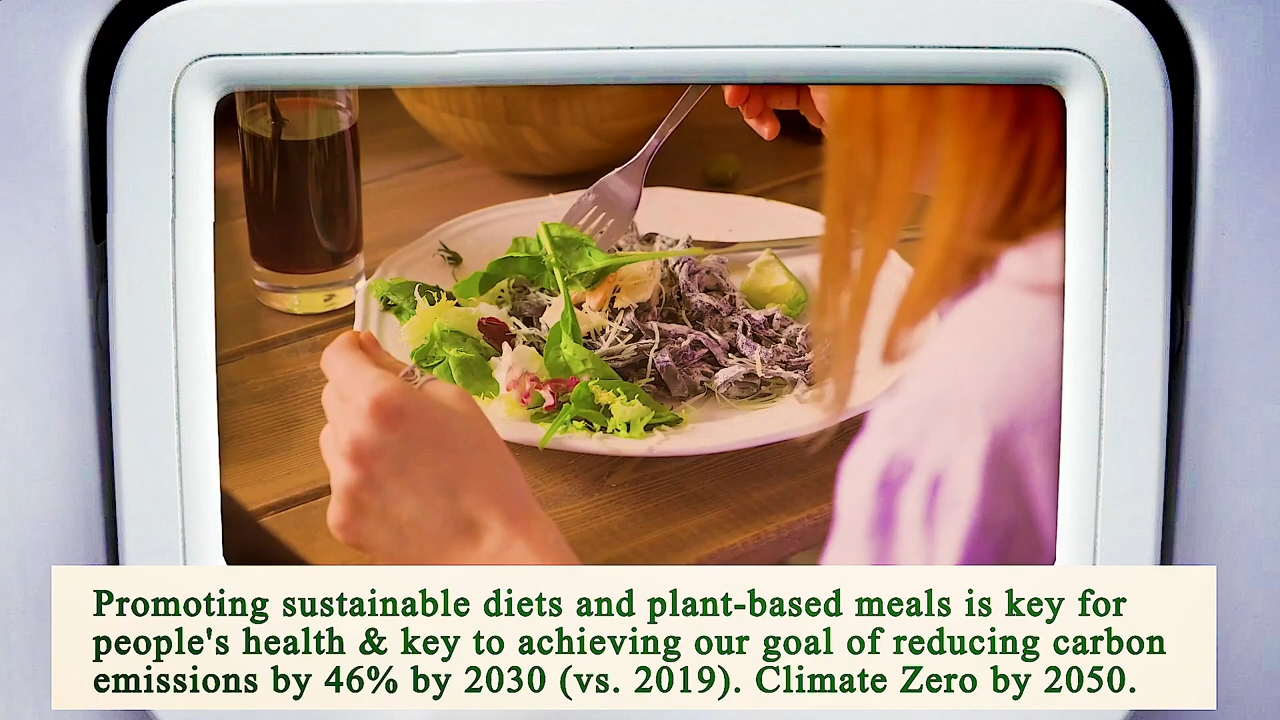 Promoting sustainable diets and plant-based meals is key for
people's health & key to achieving our goal of reducing carbon
emissions by 46% by 2030 (vs. 2019). Climate Zero by 2050.